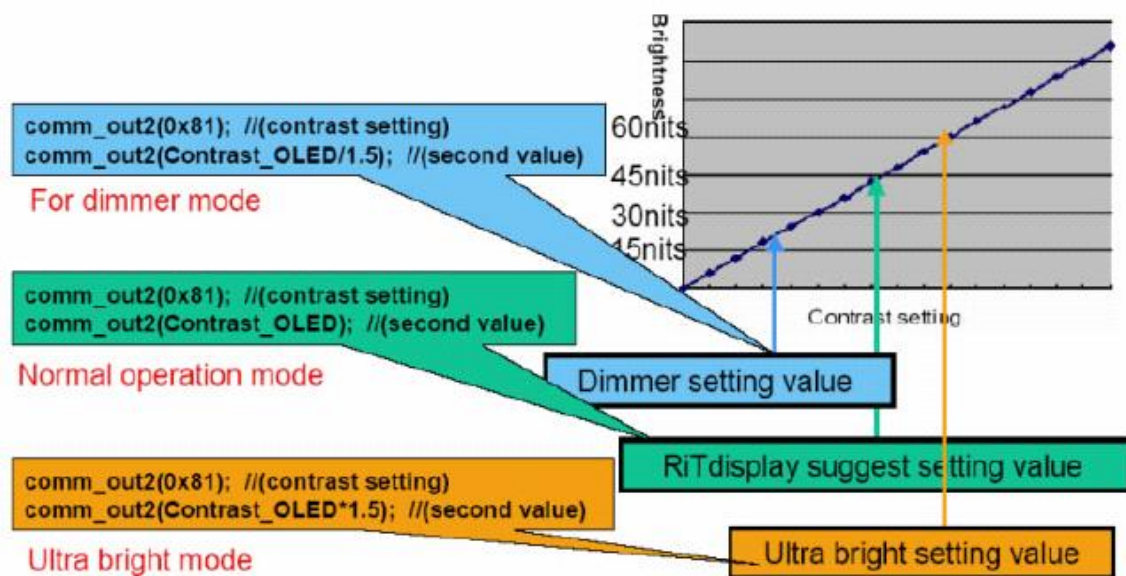 Brightness
comm_out2(0x81); //(contrast setting)
comm_out2(Contrast_OLED/1.5); //(second value)
For dimmer mode
60nits
45nits
30nits
15nits
Contrast setting
comm_out2(0x81); //(contrast setting)
comm_out2(Contrast_OLED); //(second value)
Normal operation mode
Dimmer setting value
RiTdisplay suggest setting value
comm_out2(0x81); //(contrast setting)
comm_out2(Contrast_OLED*1.5); //(second value)
Ultra bright mode
Ultra bright setting value